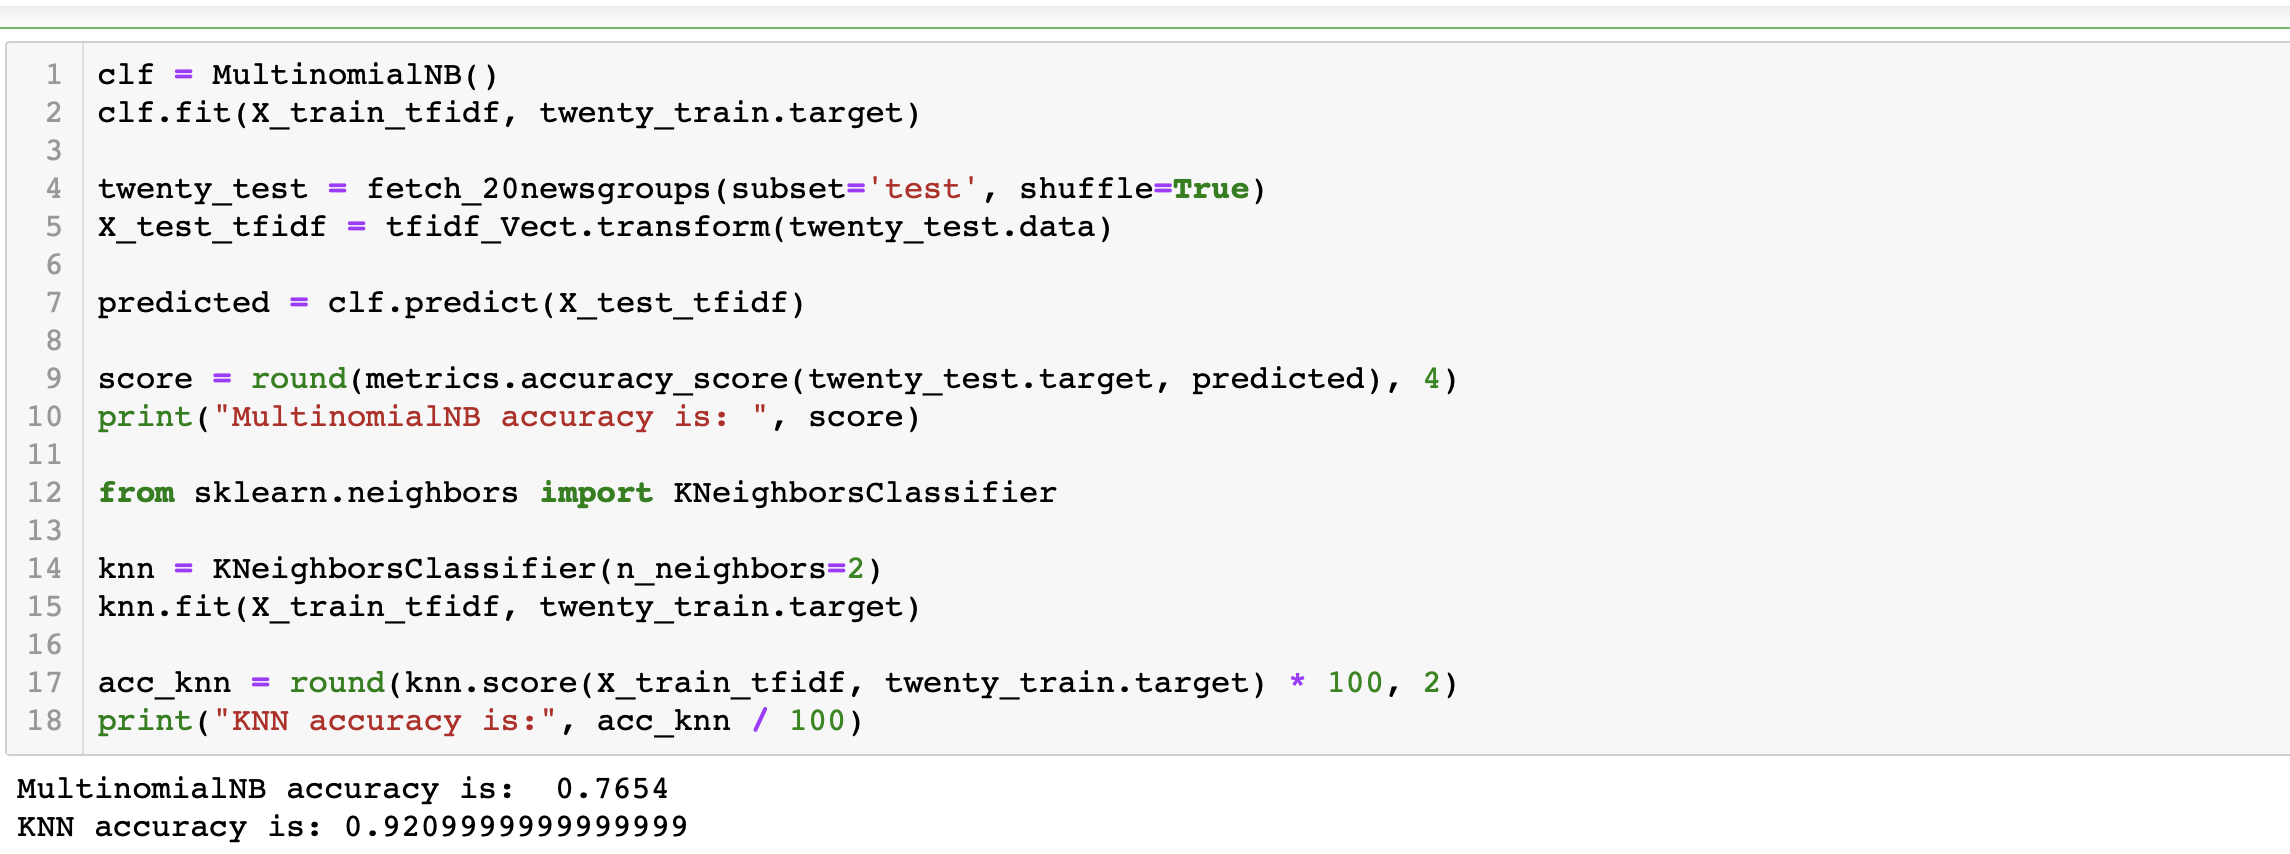 1 clf = MultinomialNB()
2 clf.fit(X_train_tfidf, twenty_train.target)
3
4 twenty_test = fetch_20newsgroups(subset='test', shuffle=True)
5 X_test_tfidf = tfidf_Vect.transform(twenty_test.data)
6
7 predicted = clf.predict(X_test_tfidf)
8
9 score = round(metrics.accuracy_score(twenty_test.target, predicted), 4)
10 print("MultinomialNB accuracy is: ", score)
11
12 from sklearn.neighbors import KNeighborsClassifier
13
14 knn = KNeighborsClassifier(n_neighbors=2)
15 knn.fit(X_train_tfidf, twenty_train.target)
16
17 acc_knn = round(knn.score(X_train_tfidf, twenty_train.target) * 100, 2)
18 print("KNN accuracy is:", acc_knn / 100)
MultinomialNB accuracy is:  0.7654
KNN accuracy is: 0.9209999999999999